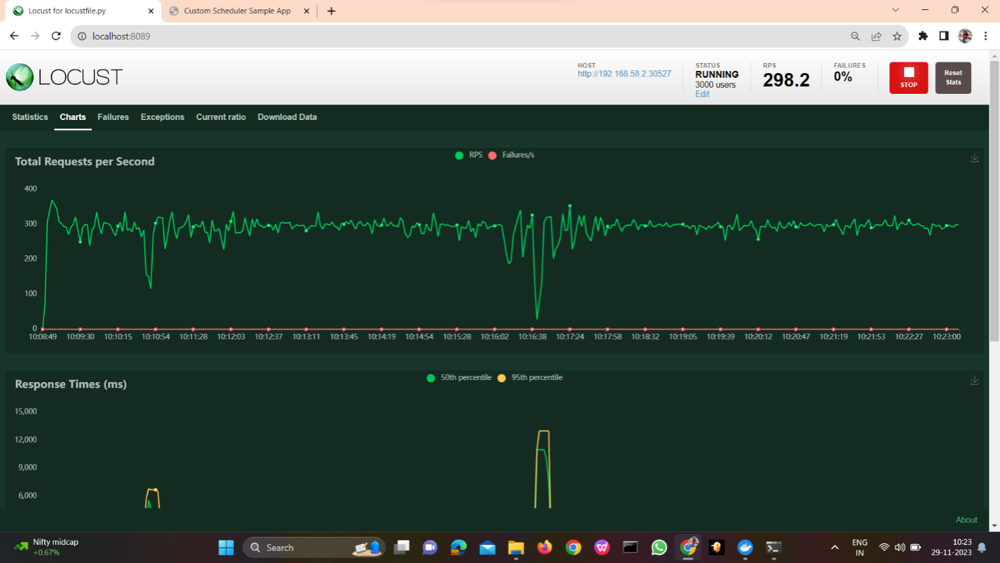 Locust for locustfile.py
Custom Scheduler Sample App
localhost:8089
LOCUST
HOST
http://192.168.58.2:30527
STATUS
RUNNING
3000 users
Edit
RPS
298.2
FAILURES
0%
STOP
Reset
Stats
Statistics Charts Failures Exceptions Current ratio Download Data
Total Requests per Second
RPS Failures/s
400
300
200
100
0
10:08:49 10:09:30 10:10:15 10:10:54 10:11:28 10:12:03 10:12:37 10:13:11 10:13:45 10:14:19 10:14:54 10:15:28 10:16:02 10:16:38 10:17:24 10:17:58 10:18:32 10:19:05 10:19:39 10:20:12 10:20:47 10:21:19 10:21:53 10:22:27 10:23:00
Response Times (ms)
50th percentile 95th percentile
15,000
12,000
9,000
6,000
About
Nifty midcap
+0.67%
Search
ENG
IN
10:23
29-11-2023